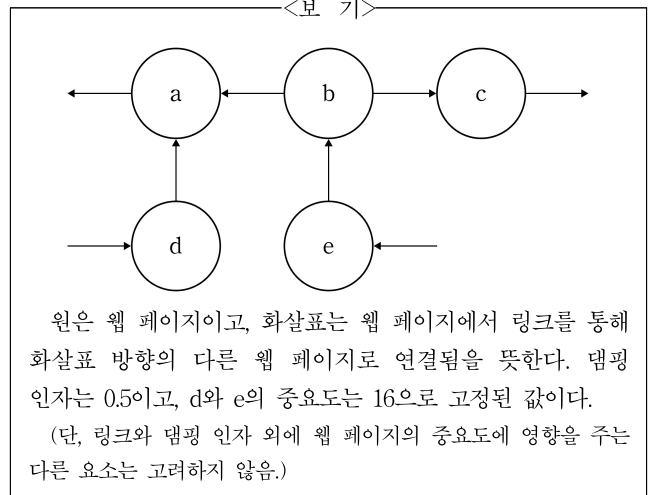 <보 기>
a b c
d e
원은 웹 페이지이고, 화살표는 웹 페이지에서 링크를 통해
화살표 방향의 다른 웹 페이지로 연결됨을 뜻한다. 댐핑
인자는 0.5이고, d와 e의 중요도는 16으로 고정된 값이다.
(단, 링크와 댐핑 인자 외에 웹 페이지의 중요도에 영향을 주는
다른 요소는 고려하지 않음.)